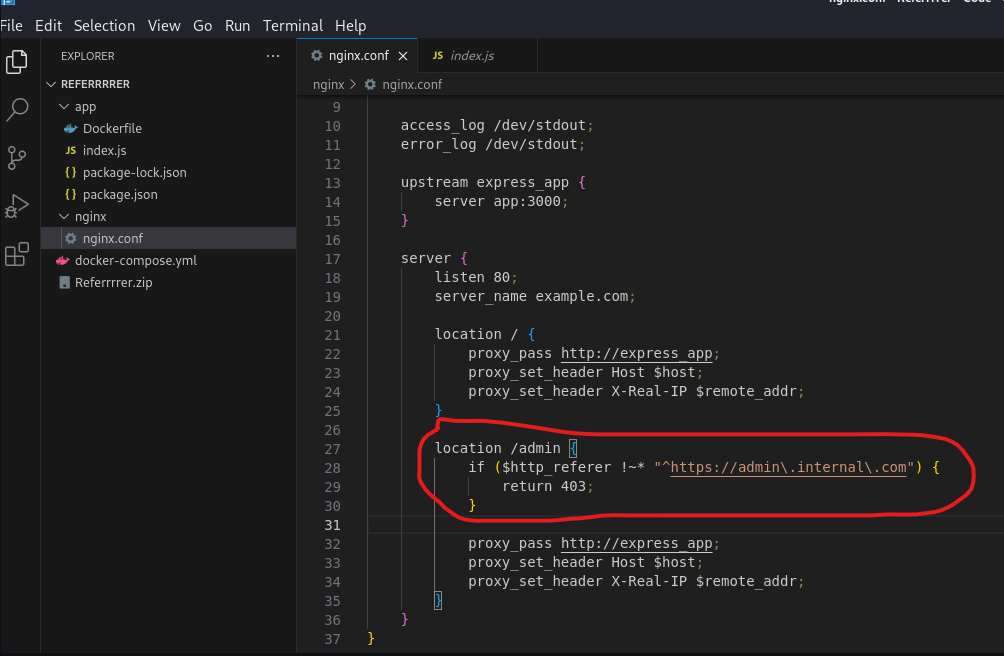 File Edit Selection View Go Run Terminal Help
EXPLORER ...
nginx.conf
JS index.js
REFERRRRER
app
Dockerfile
JS index.js
{} package-lock.json
{} package.json
nginx
nginx.conf
docker-compose.yml
Referrrrer.zip
nginx > nginx.conf
9
10 access_log /dev/stdout;
11 error_log /dev/stdout;
12
13 upstream express_app {
14 server app:3000;
15 }
16
17 server {
18 listen 80;
19 server_name example.com;
20
21 location / {
22 proxy_pass http://express_app;
23 proxy_set_header Host $host;
24 proxy_set_header X-Real-IP $remote_addr;
25 }
26
27 location /admin {
28 if ($http_referer !~* "^https://admin\.internal\.com") {
29 return 403;
30 }
31
32 proxy_pass http://express_app;
33 proxy_set_header Host $host;
34 proxy_set_header X-Real-IP $remote_addr;
35 }
36 }
37 }